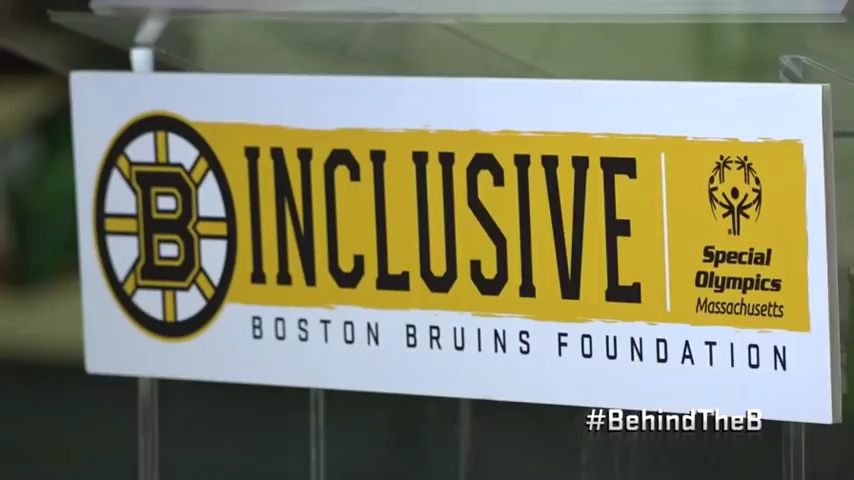 B INCLUSIVE
Special
Olympics
Massachusetts
BOSTON BRUINS FOUNDATION
#BehindTheB